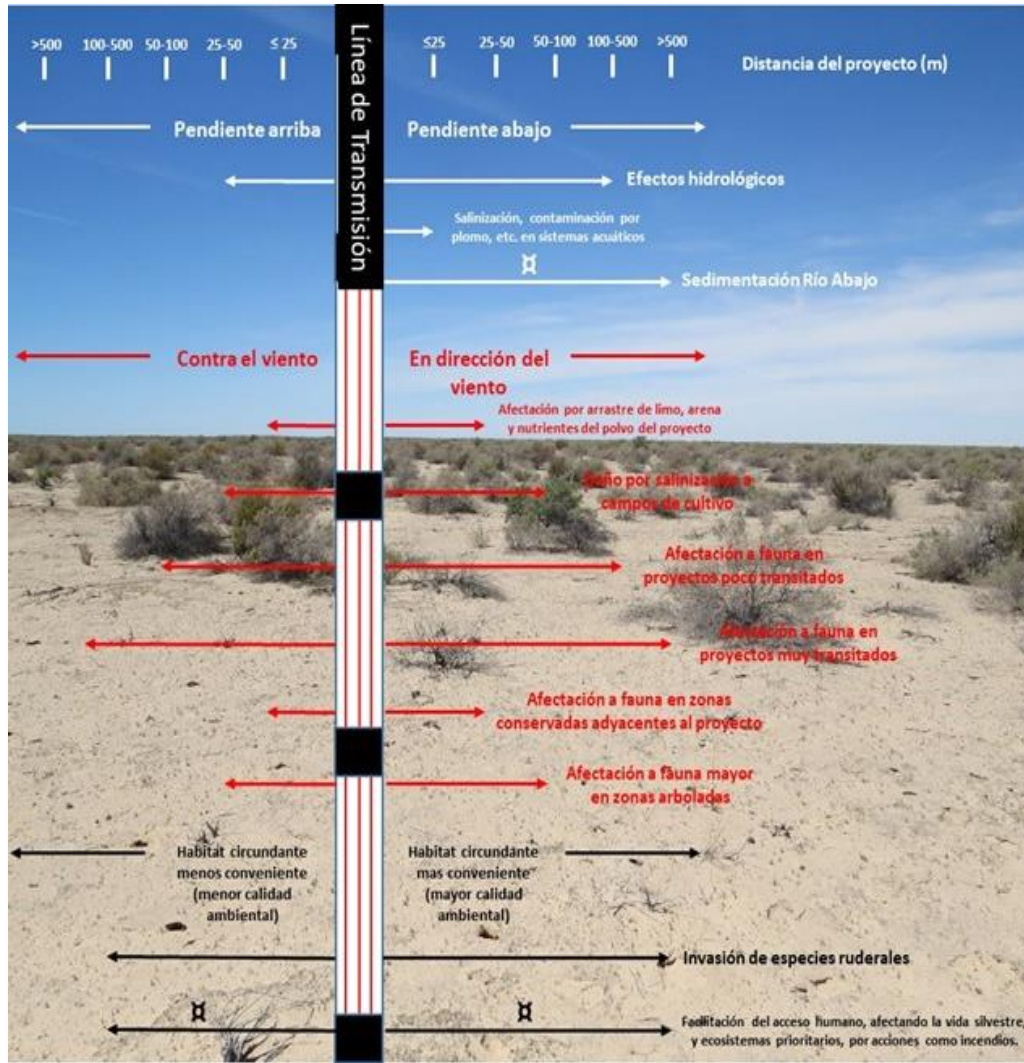 >500 100-500 50-100 25-50 ≤ 25
≤25 25-50 50-100 100-500 >500
Distancia del proyecto (m)
Línea de Transmisión
Pendiente arriba
Pendiente abajo
Efectos hidrológicos
Salinización, contaminación por
plomo, etc. en sistemas acuáticos
¤
Sedimentación Río Abajo
Contra el viento
En dirección del
viento
Afectación por arrastre de limo, arena
y nutrientes del polvo del proyecto
Daño por salinización a
campos de cultivo
Afectación a fauna en
proyectos poco transitados
Afectación a fauna en
proyectos muy transitados
Afectación a fauna en zonas
conservadas adyacentes al proyecto
Afectación a fauna mayor
en zonas arboladas
Habitat circundante
menos conveniente
(menor calidad
ambiental)
Habitat circundante
mas conveniente
(mayor calidad
ambiental)
Invasión de especies ruderales
¤ ¤
Facilitación del acceso humano, afectando la vida silvestre
y ecosistemas prioritarios, por acciones como incendios.